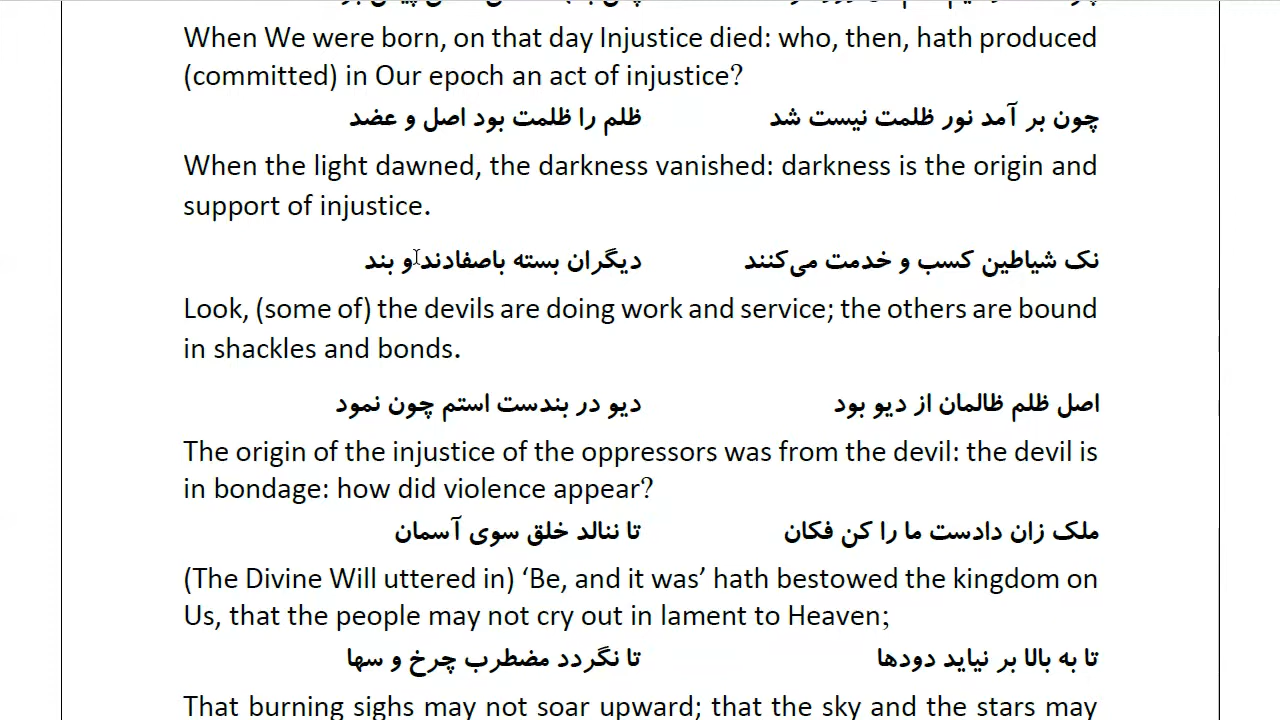 When We were born, on that day Injustice died: who, then, hath produced
(committed) in Our epoch an act of injustice?
چون بر آمد نور ظلمت نیست شد ظلم را ظلمت بود اصل و عضد
When the light dawned, the darkness vanished: darkness is the origin and
support of injustice.
نک شیاطین کسب و خدمت می‌کنند دیگران بسته باصفادند و بند
Look, (some of) the devils are doing work and service; the others are bound
in shackles and bonds.
اصل ظلم ظالمان از دیو بود دیو در بندست استم چون نمود
The origin of the injustice of the oppressors was from the devil: the devil is
in bondage: how did violence appear?
ملک زان دادست ما را کن فکان تا ننالد خلق سوی آسمان
(The Divine Will uttered in) ‘Be, and it was’ hath bestowed the kingdom on
Us, that the people may not cry out in lament to Heaven;
تا به بالا بر نیاید دودها تا نگردد مضطرب چرخ و سها
That burning sighs may not soar upward; that the sky and the stars may